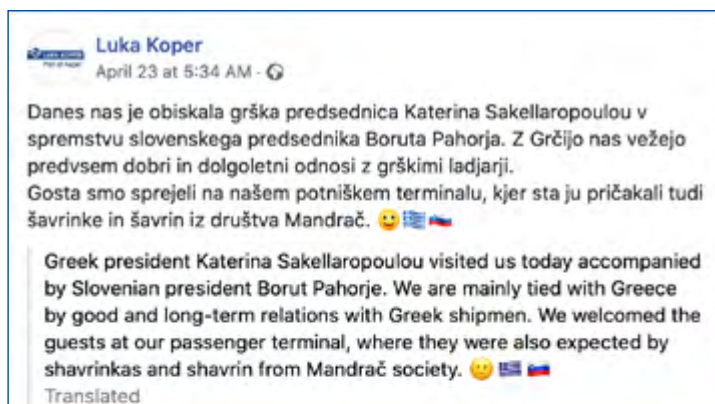 LUKA KOPER
Luka Koper
April 23 at 5:34 AM ·
Danes nas je obiskala grška predsednica Katerina Sakellaropoulou v
spremstvu slovenskega predsednika Boruta Pahorja. Z Grčijo nas vežejo
predvsem dobri in dolgoletni odnosi z grškimi ladjarji.
Gosta smo sprejeli na našem potniškem terminalu, kjer sta ju pričakali tudi
šavrinke in šavrin iz društva Mandrač. 😃🇬🇷🇸🇮
Greek president Katerina Sakellaropoulou visited us today accompanied
by Slovenian president Borut Pahorje. We are mainly tied with Greece
by good and long-term relations with Greek shipmen. We welcomed the
guests at our passenger terminal, where they were also expected by
shavrinkas and shavrin from Mandrač society. 🙂🇬🇷🇸🇮
Translated